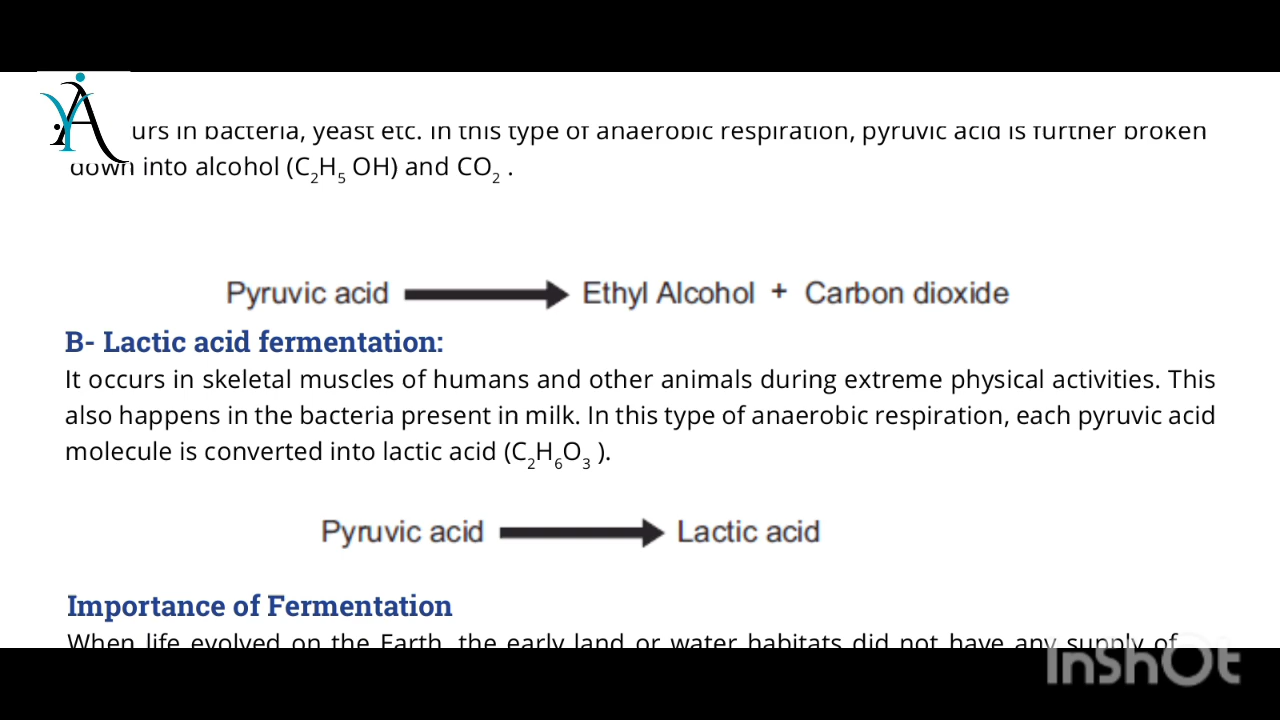 urs in bacteria, yeast etc. In this type of anaerobic respiration, pyruvic acid is further broken
down into alcohol (C₂H₅ OH) and CO₂ .
Pyruvic acid Ethyl Alcohol + Carbon dioxide
B- Lactic acid fermentation:
It occurs in skeletal muscles of humans and other animals during extreme physical activities. This
also happens in the bacteria present in milk. In this type of anaerobic respiration, each pyruvic acid
molecule is converted into lactic acid (C₂H₆O₃ ).
Pyruvic acid Lactic acid
Importance of Fermentation
When life evolved on the Earth, the early land or water habitats did not have any supply of
InShOt